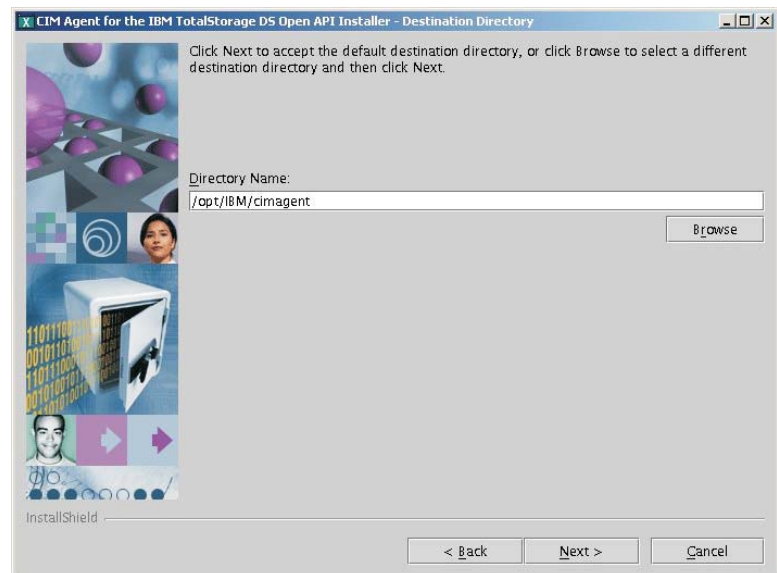 CIM Agent for the IBM TotalStorage DS Open API Installer - Destination Directory
Click Next to accept the default destination directory, or click Browse to select a different
destination directory and then click Next.
Directory Name:
/opt/IBM/cimagent
Browse
InstallShield
< Back
Next >
Cancel